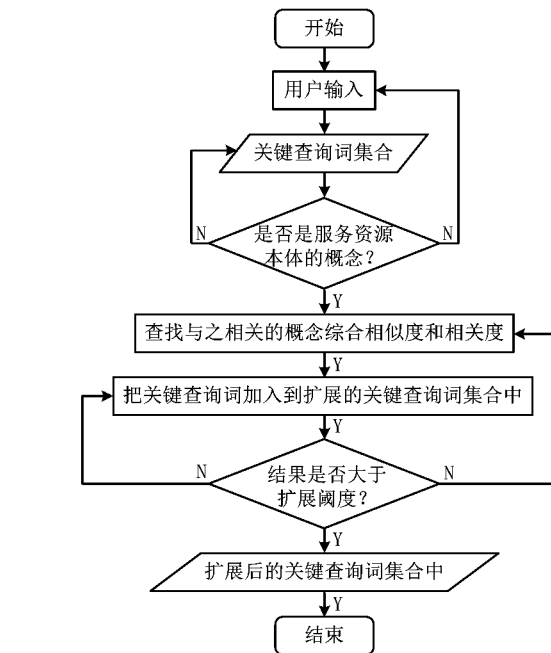 开始
用户输入
关键查询词集合
N
是否是服务资源
本体的概念？
N
Y
查找与之相关的概念综合相似度和相关度
Y
把关键查询词加入到扩展的关键查询词集合中
Y
N
结果是否大于
扩展阈度？
N
Y
扩展后的关键查询词集合中
Y
结束